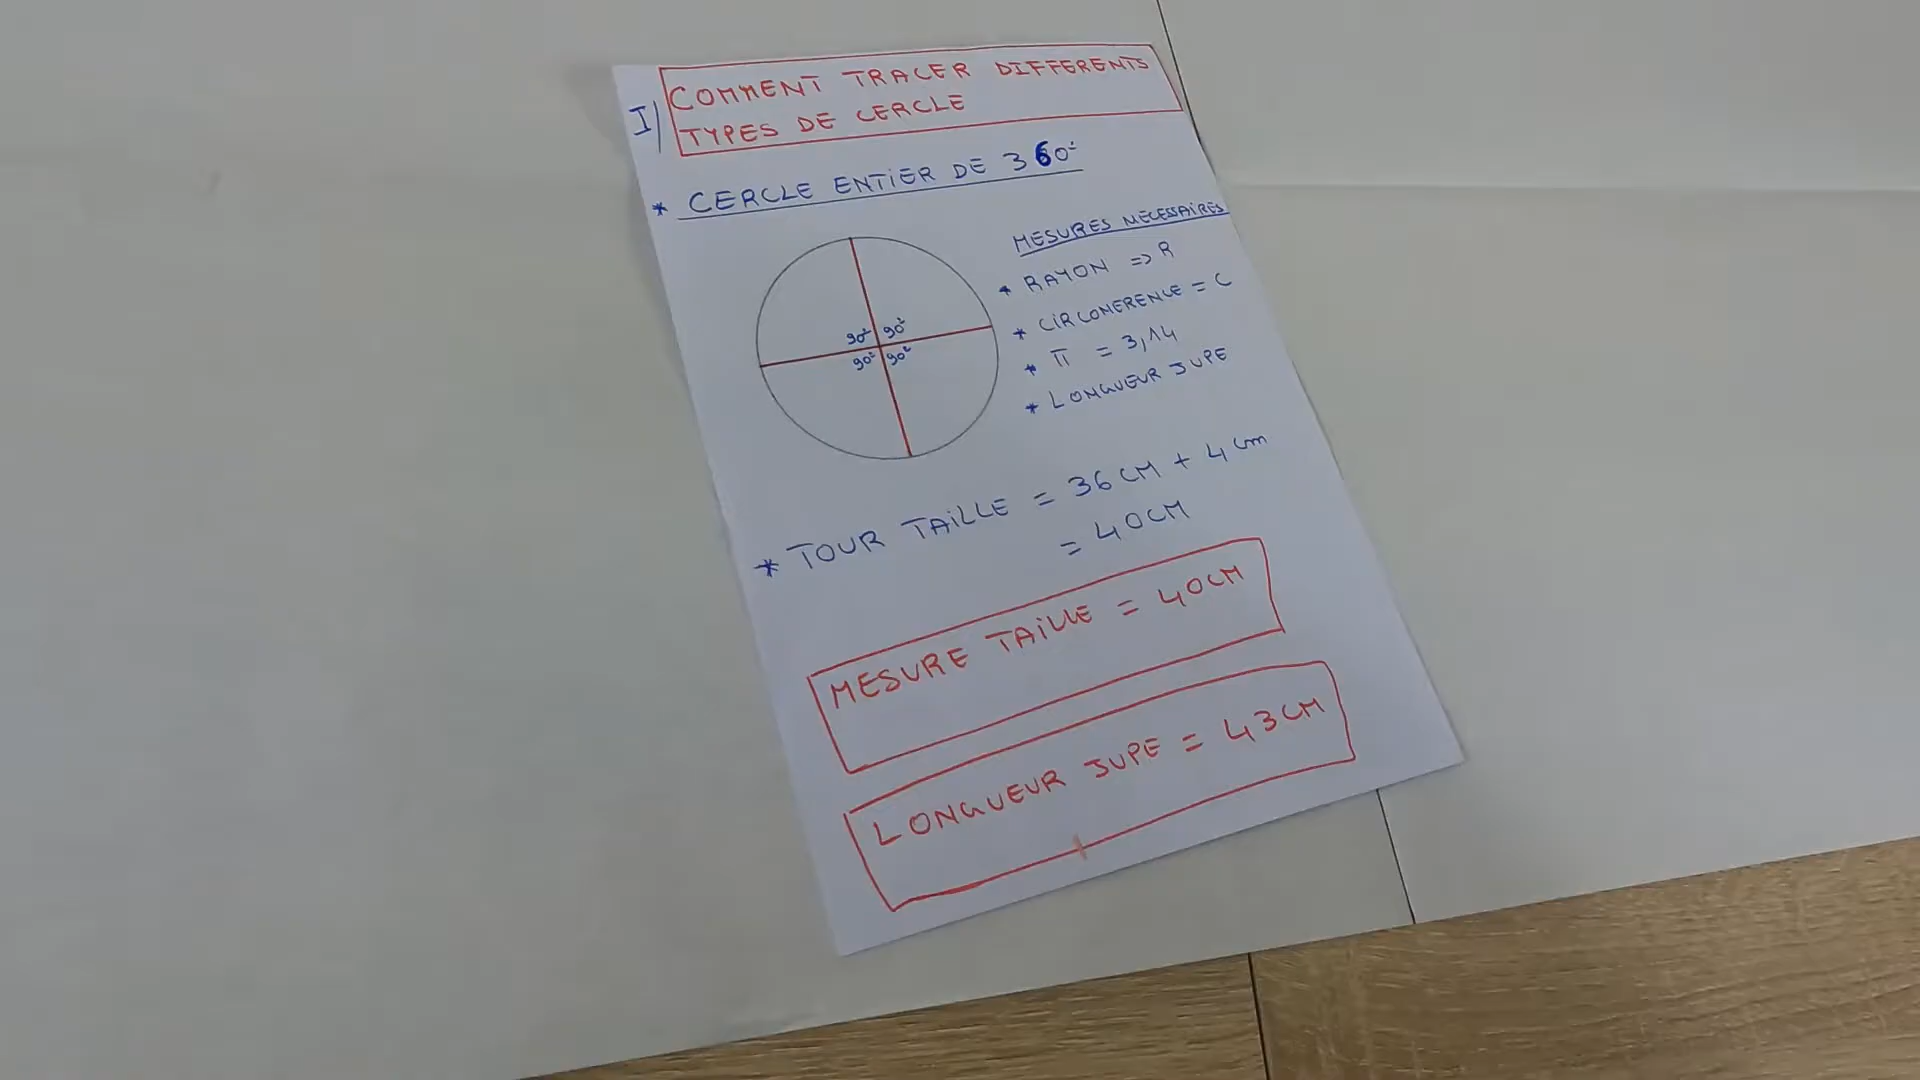 I) COMMENT TRACER DIFFERENTS
TYPES DE CERCLE
* CERCLE ENTIER DE 360°
MESURES NECESSAIRES
* RAYON => R
* CIRCOMERENCE = C
* π = 3,14
* LONGUEUR JUPE
90° 90°
90° 90°
* TOUR TAILLE = 36 CM + 4 cm
= 40CM
MESURE TAILLE = 40CM
LONGUEUR JUPE = 43CM